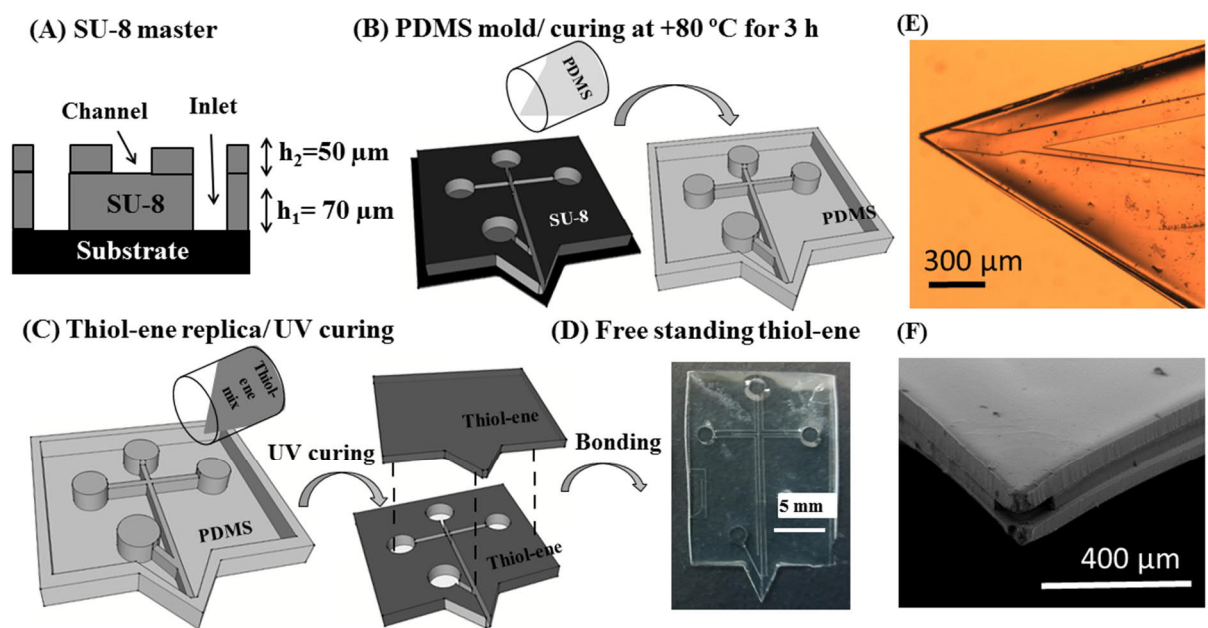 (A) SU-8 master
Channel
Inlet
h₂=50 µm
SU-8
h₁= 70 µm
Substrate
(B) PDMS mold/ curing at +80 ºC for 3 h
PDMS
SU-8
PDMS
(E)
300 µm
(C) Thiol-ene replica/ UV curing
Thiol-
ene
mix
PDMS
UV curing
Thiol-ene
Thiol-ene
Bonding
(D) Free standing thiol-ene
5 mm
(F)
400 µm